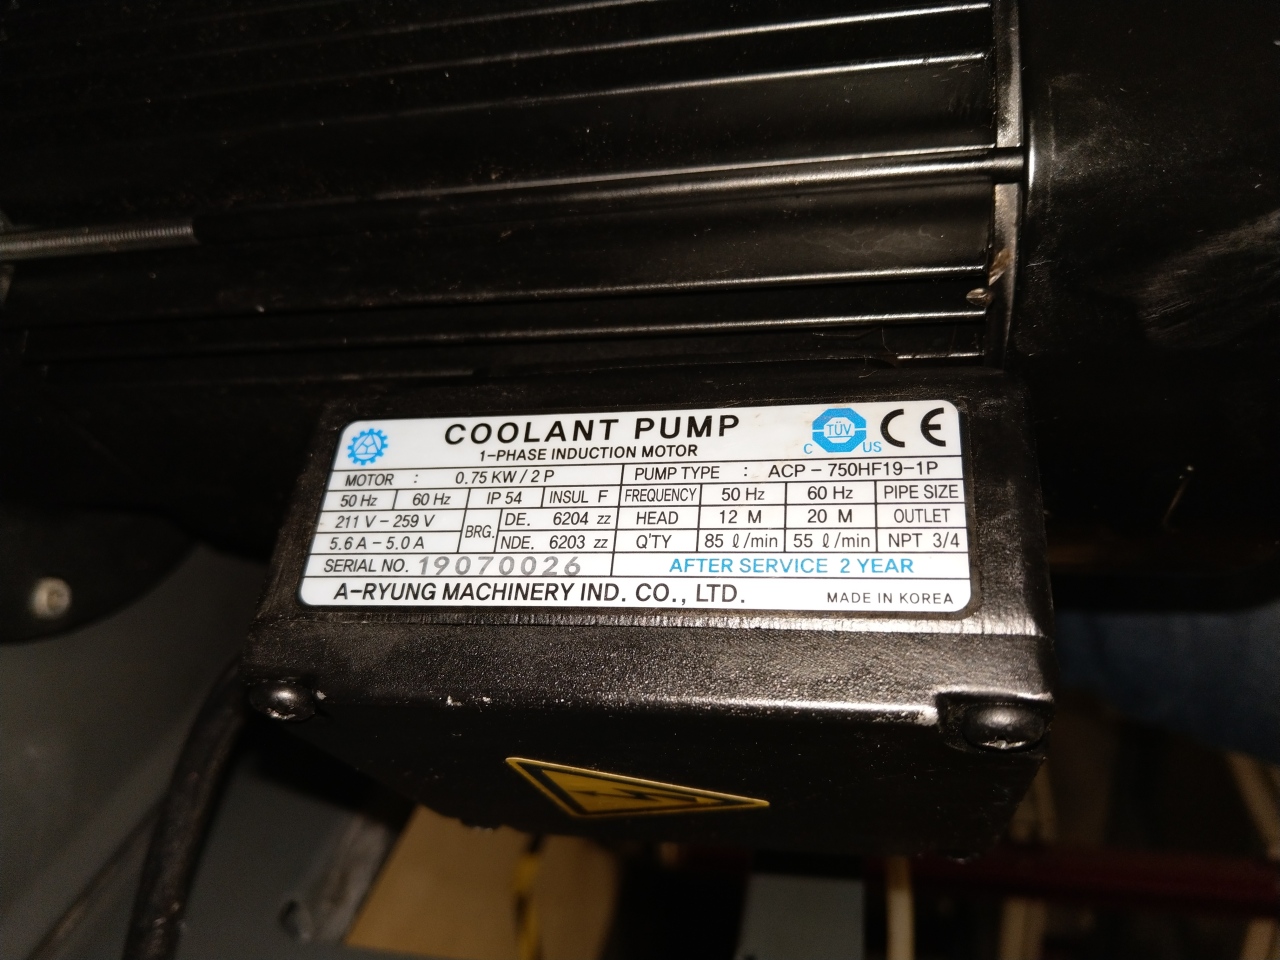 COOLANT PUMP
1-PHASE INDUCTION MOTOR
C TÜV US CE
MOTOR : 0.75 KW / 2 P PUMP TYPE : ACP - 750HF19-1P
50 Hz 60 Hz IP 54 INSUL F FREQUENCY 50 Hz 60 Hz PIPE SIZE
211 V - 259 V BRG. DE. 6204 ZZ HEAD 12 M 20 M OUTLET
5.6 A - 5.0 A NDE. 6203 ZZ Q'TY 85 ℓ/min 55 ℓ/min NPT 3/4
SERIAL NO. 19070026 AFTER SERVICE 2 YEAR
A-RYUNG MACHINERY IND. CO., LTD. MADE IN KOREA